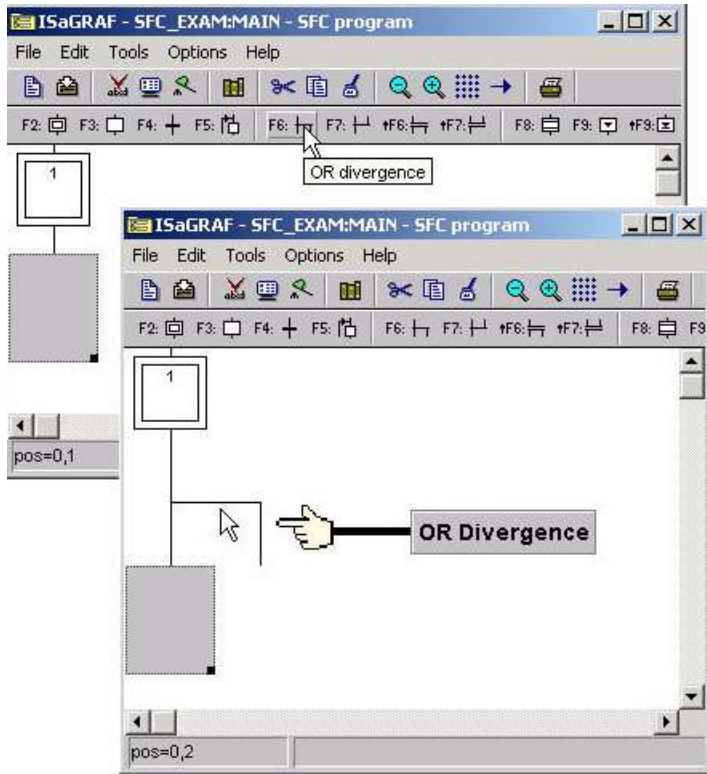 ISaGRAF - SFC_EXAM:MAIN - SFC program
File Edit Tools Options Help
F2: F3: F4: F5: F6: F7: ↑F6: ↑F7: F8: F9: ↑F9:
OR divergence
1
pos=0,1
ISaGRAF - SFC_EXAM:MAIN - SFC program
File Edit Tools Options Help
F2: F3: F4: F5: F6: F7: ↑F6: ↑F7: F8: F9
1
OR Divergence
pos=0,2